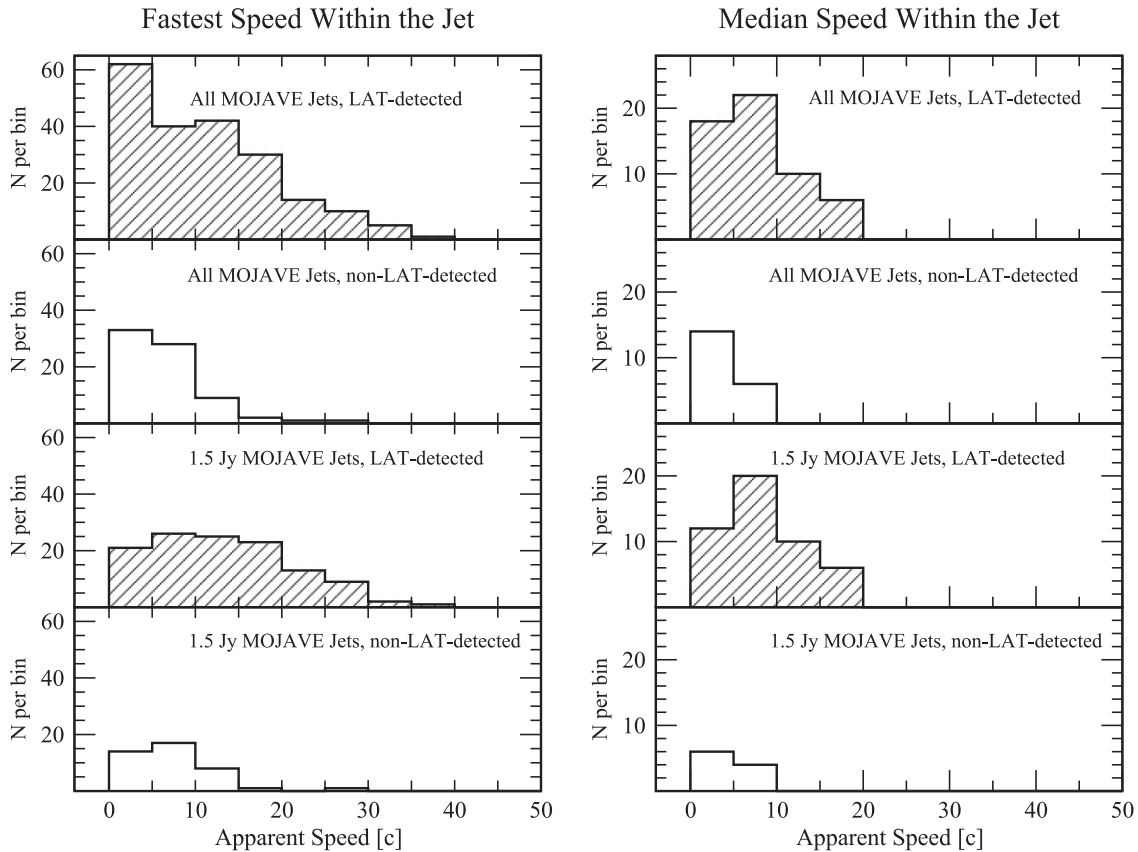 Fastest Speed Within the Jet
Median Speed Within the Jet
All MOJAVE Jets, LAT-detected
60
40
20
N per bin
All MOJAVE Jets, non-LAT-detected
60
40
20
N per bin
1.5 Jy MOJAVE Jets, LAT-detected
60
40
20
N per bin
1.5 Jy MOJAVE Jets, non-LAT-detected
60
40
20
N per bin
0 10 20 30 40 50
Apparent Speed [c]
All MOJAVE Jets, LAT-detected
20
10
N per bin
All MOJAVE Jets, non-LAT-detected
20
10
N per bin
1.5 Jy MOJAVE Jets, LAT-detected
20
10
N per bin
1.5 Jy MOJAVE Jets, non-LAT-detected
20
10
N per bin
0 10 20 30 40 50
Apparent Speed [c]